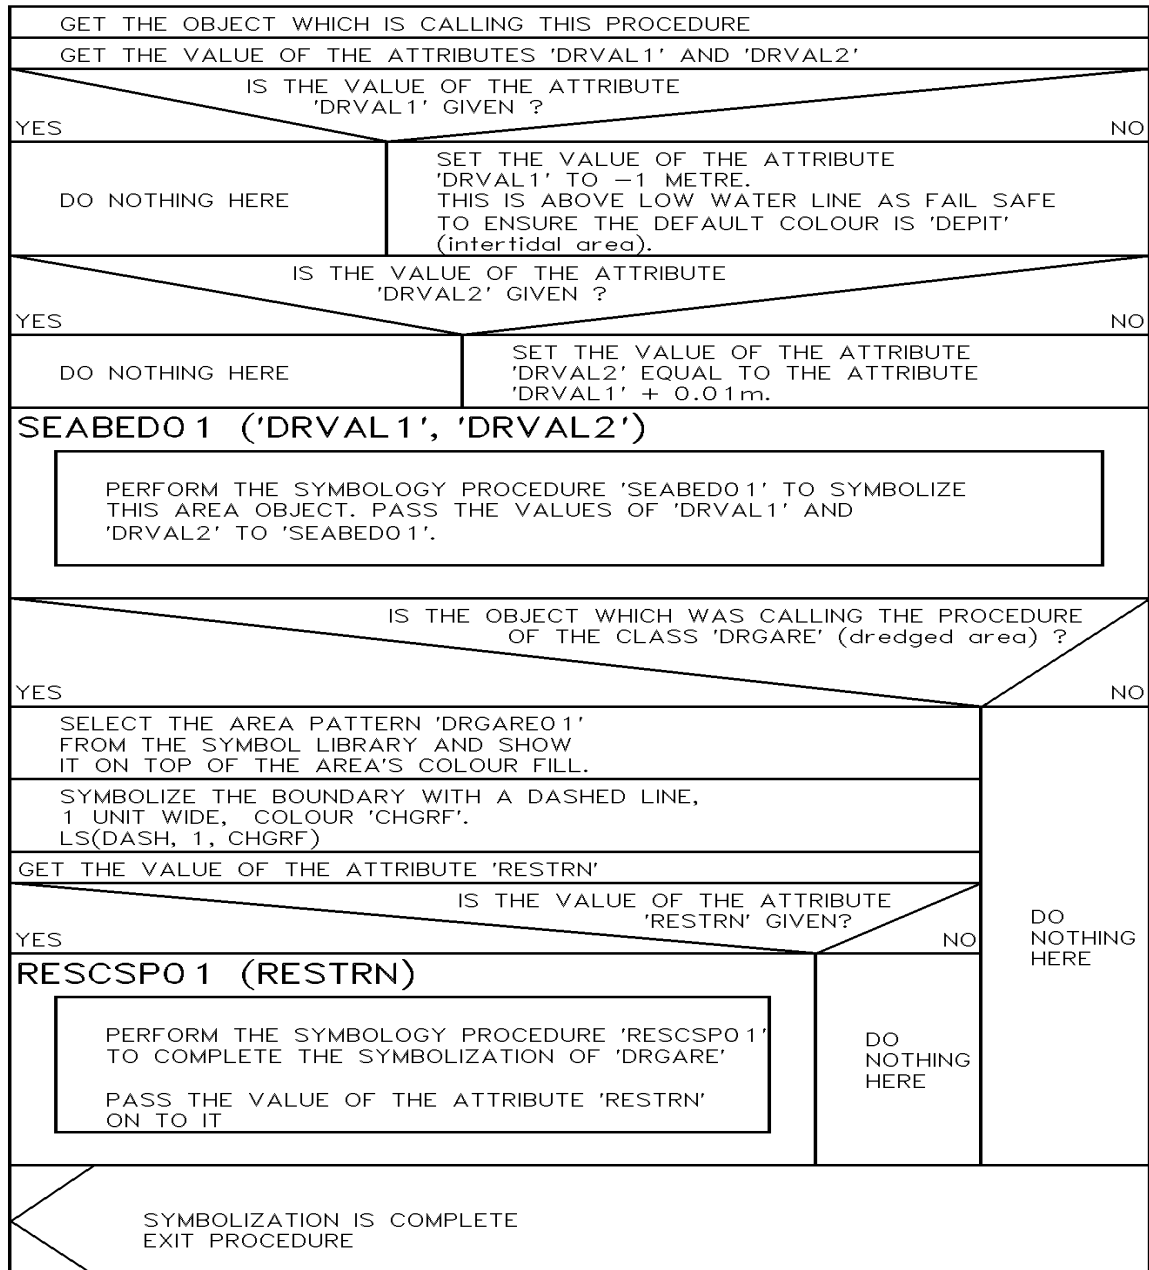 GET THE OBJECT WHICH IS CALLING THIS PROCEDURE
GET THE VALUE OF THE ATTRIBUTES 'DRVAL1' AND 'DRVAL2'
IS THE VALUE OF THE ATTRIBUTE
'DRVAL1' GIVEN ?
YES
NO
DO NOTHING HERE
SET THE VALUE OF THE ATTRIBUTE
'DRVAL1' TO −1 METRE.
THIS IS ABOVE LOW WATER LINE AS FAIL SAFE
TO ENSURE THE DEFAULT COLOUR IS 'DEPIT'
(intertidal area).
IS THE VALUE OF THE ATTRIBUTE
'DRVAL2' GIVEN ?
YES
NO
DO NOTHING HERE
SET THE VALUE OF THE ATTRIBUTE
'DRVAL2' EQUAL TO THE ATTRIBUTE
'DRVAL1' + 0.01m.
SEABED01 ('DRVAL1', 'DRVAL2')
PERFORM THE SYMBOLOGY PROCEDURE 'SEABED01' TO SYMBOLIZE
THIS AREA OBJECT. PASS THE VALUES OF 'DRVAL1' AND
'DRVAL2' TO 'SEABED01'.
IS THE OBJECT WHICH WAS CALLING THE PROCEDURE
OF THE CLASS 'DRGARE' (dredged area) ?
YES
NO
SELECT THE AREA PATTERN 'DRGARE01'
FROM THE SYMBOL LIBRARY AND SHOW
IT ON TOP OF THE AREA'S COLOUR FILL.
SYMBOLIZE THE BOUNDARY WITH A DASHED LINE,
1 UNIT WIDE, COLOUR 'CHGRF'.
LS(DASH, 1, CHGRF)
GET THE VALUE OF THE ATTRIBUTE 'RESTRN'
IS THE VALUE OF THE ATTRIBUTE
'RESTRN' GIVEN?
YES
NO
DO
NOTHING
HERE
RESCSP01 (RESTRN)
PERFORM THE SYMBOLOGY PROCEDURE 'RESCSP01'
TO COMPLETE THE SYMBOLIZATION OF 'DRGARE'
PASS THE VALUE OF THE ATTRIBUTE 'RESTRN'
ON TO IT
DO
NOTHING
HERE
SYMBOLIZATION IS COMPLETE
EXIT PROCEDURE